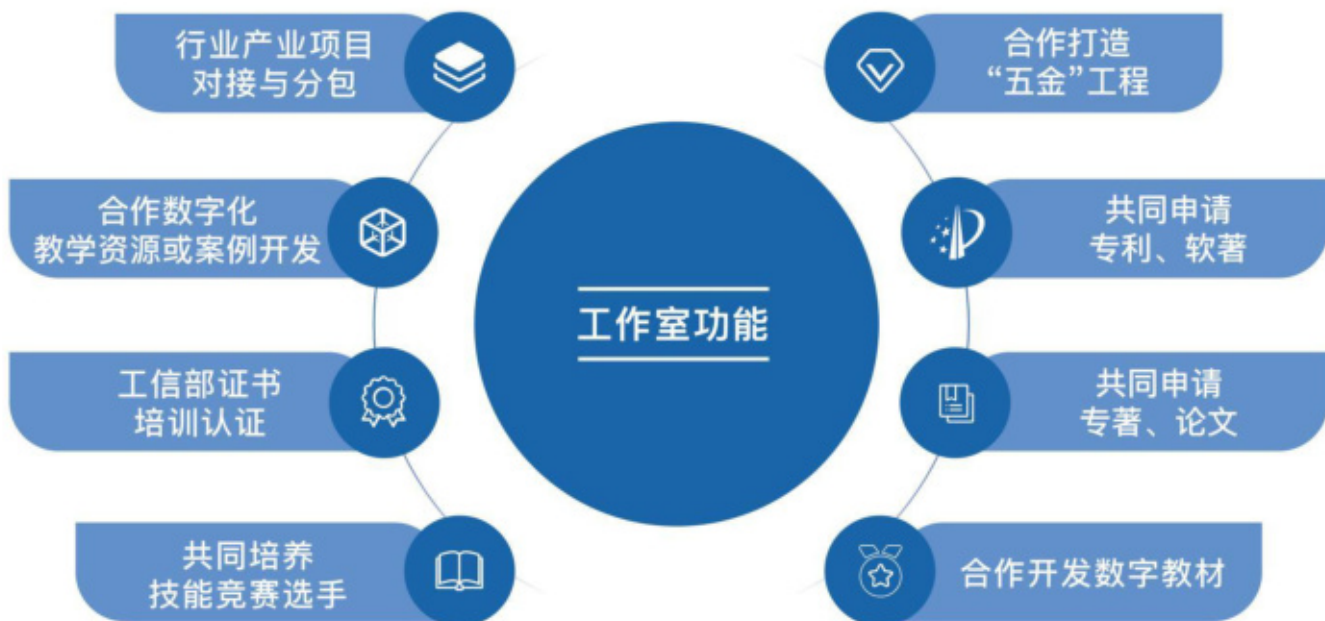 行业产业项目
对接与分包
合作数字化
教学资源或案例开发
工信部证书
培训认证
共同培养
技能竞赛选手
工作室功能
合作打造
“五金”工程
共同申请
专利、软著
共同申请
专著、论文
合作开发数字教材